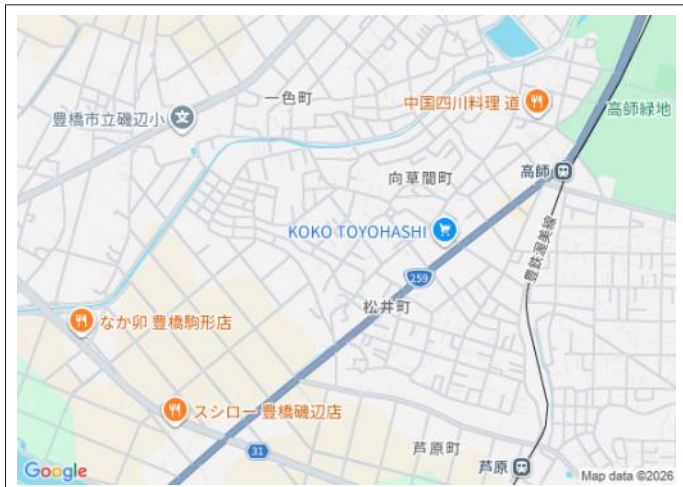 一色町
中国四川料理 道
高師緑地
豊橋市立磯辺小
高師
向草間町
KOKO TOYOHASHI
豊鉄渥美線
259
松井町
なか卯 豊橋駒形店
スシロー 豊橋磯辺店
31
芦原町
芦原
Google
Map data ©2026